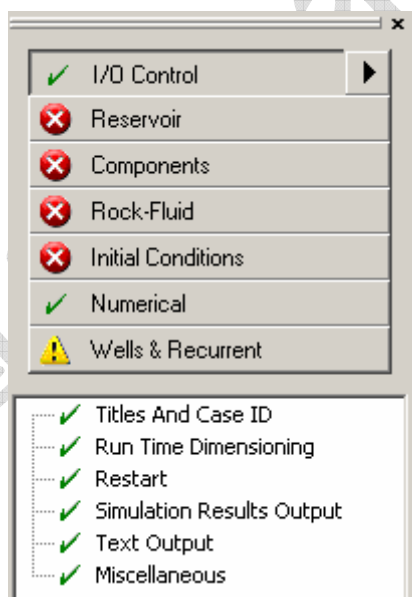 I/O Control
Reservoir
Components
Rock-Fluid
Initial Conditions
Numerical
Wells & Recurrent
Titles And Case ID
Run Time Dimensioning
Restart
Simulation Results Output
Text Output
Miscellaneous